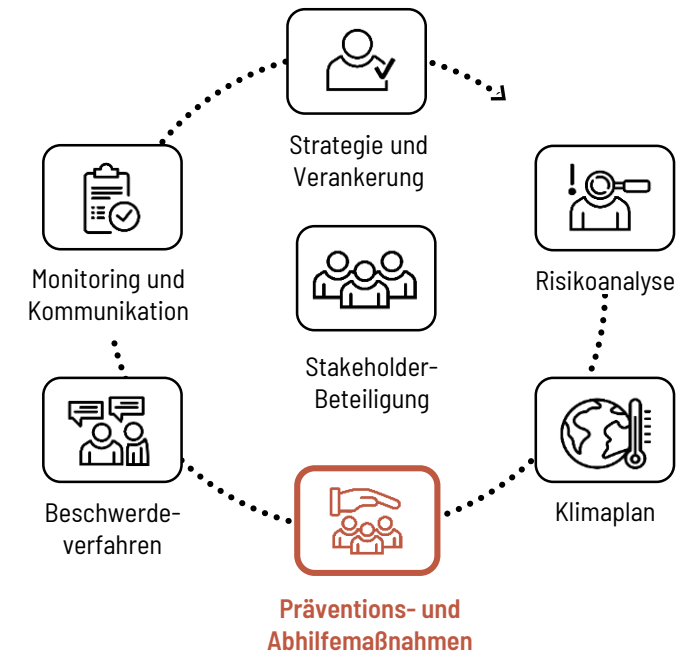 Strategie und
Verankerung
Monitoring und
Kommunikation
Risikoanalyse
Stakeholder-
Beteiligung
Beschwerde-
verfahren
Klimaplan
Präventions- und
Abhilfemaßnahmen